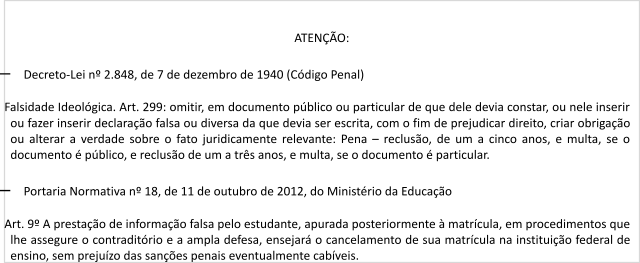 ATENÇÃO:
— Decreto-Lei nº 2.848, de 7 de dezembro de 1940 (Código Penal)
Falsidade Ideológica. Art. 299: omitir, em documento público ou particular de que dele devia constar, ou nele inserir
ou fazer inserir declaração falsa ou diversa da que devia ser escrita, com o fim de prejudicar direito, criar obrigação
ou alterar a verdade sobre o fato juridicamente relevante: Pena – reclusão, de um a cinco anos, e multa, se o
documento é público, e reclusão de um a três anos, e multa, se o documento é particular.
— Portaria Normativa nº 18, de 11 de outubro de 2012, do Ministério da Educação
Art. 9º A prestação de informação falsa pelo estudante, apurada posteriormente à matrícula, em procedimentos que
lhe assegure o contraditório e a ampla defesa, ensejará o cancelamento de sua matrícula na instituição federal de
ensino, sem prejuízo das sanções penais eventualmente cabíveis.